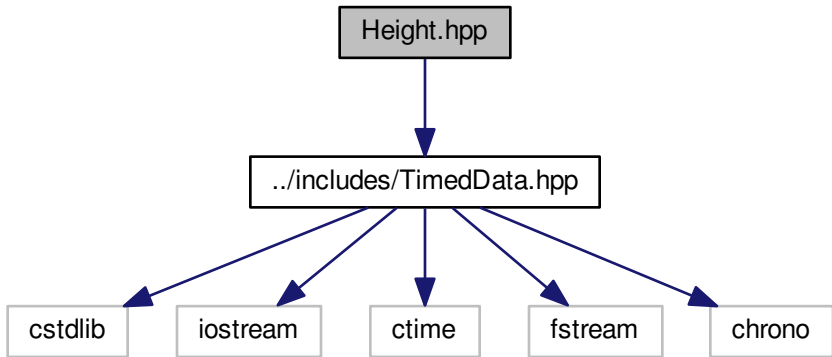 Height.hpp
../includes/TimedData.hpp
cstdlib
iostream
ctime
fstream
chrono